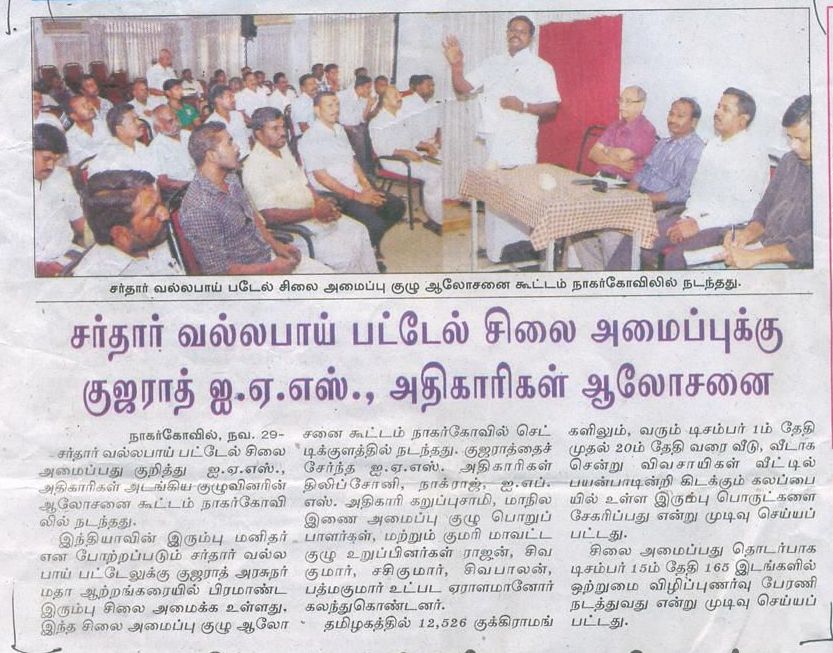 சர்தார் வல்லபாய் படேல் சிலை அமைப்பு குழு ஆலோசனை கூட்டம் நாகர்கோவிலில் நடந்தது.
சர்தார் வல்லபாய் பட்டேல் சிலை அமைப்புக்கு
குஜராத் ஐ.ஏ.எஸ்., அதிகாரிகள் ஆலோசனை
நாகர்கோவில், நவ. 29-
சர்தார் வல்லபாய் பட்டேல் சிலை
அமைப்பது குறித்து ஐ.ஏ.எஸ்.,
அதிகாரிகள் அடங்கிய குழுவினரின்
ஆலோசனை கூட்டம் நாகர்கோவி
லில் நடந்தது.
இந்தியாவின் இரும்பு மனிதர்
என போற்றப்படும் சர்தார் வல்ல
பாய் பட்டேலுக்கு குஜராத் அரசுநர்
மதா ஆற்றங்கரையில் பிரமாண்ட
இரும்பு சிலை அமைக்க உள்ளது.
இந்த சிலை அமைப்பு குழு ஆலோ
சனை கூட்டம் நாகர்கோவில் செட்
டிக்குளத்தில் நடந்தது. குஜராத்தைச்
சேர்ந்த ஐ.ஏ.எஸ். அதிகாரிகள்
திலிப்சோனி, நாக்ராஜ், ஐ.எப்.
எஸ். அதிகாரி கறுப்புசாமி, மாநில
இணை அமைப்பு குழு பொறுப்
பாளர்கள், மற்றும் குமரி மாவட்ட
குழு உறுப்பினர்கள் ராஜன், சிவ
குமார், சசிகுமார், சிவபாலன்,
பத்மகுமார் உட்பட ஏராளமானோர்
கலந்துகொண்டனர்.
தமிழகத்தில் 12,526 குக்கிராமங்
களிலும், வரும் டிசம்பர் 1ம் தேதி
முதல் 20ம் தேதி வரை வீடு, வீடாக
சென்று விவசாயிகள் வீட்டில்
பயன்பாடின்றி கிடக்கும் கலப்பை
யில் உள்ள இரும்பு பொருட்களை
சேகரிப்பது என்று முடிவு செய்யப்
பட்டது.
சிலை அமைப்பது தொடர்பாக
டிசம்பர் 15ம் தேதி 165 இடங்களில்
ஒற்றுமை விழிப்புணர்வு பேரணி
நடத்துவது என்று முடிவு செய்யப்
பட்டது.